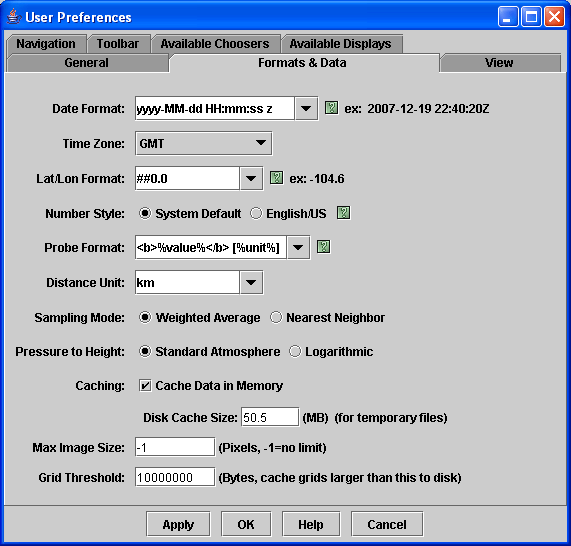 User Preferences
Navigation Toolbar Available Choosers Available Displays
General Formats & Data View
Date Format: yyyy-MM-dd HH:mm:ss z ex: 2007-12-19 22:40:20Z
Time Zone: GMT
Lat/Lon Format: ##0.0 ex: -104.6
Number Style: System Default English/US
Probe Format: <b>%value%</b> [%unit%]
Distance Unit: km
Sampling Mode: Weighted Average Nearest Neighbor
Pressure to Height: Standard Atmosphere Logarithmic
Caching: Cache Data in Memory
Disk Cache Size: 50.5 (MB) (for temporary files)
Max Image Size: -1 (Pixels, -1=no limit)
Grid Threshold: 10000000 (Bytes, cache grids larger than this to disk)
Apply OK Help Cancel